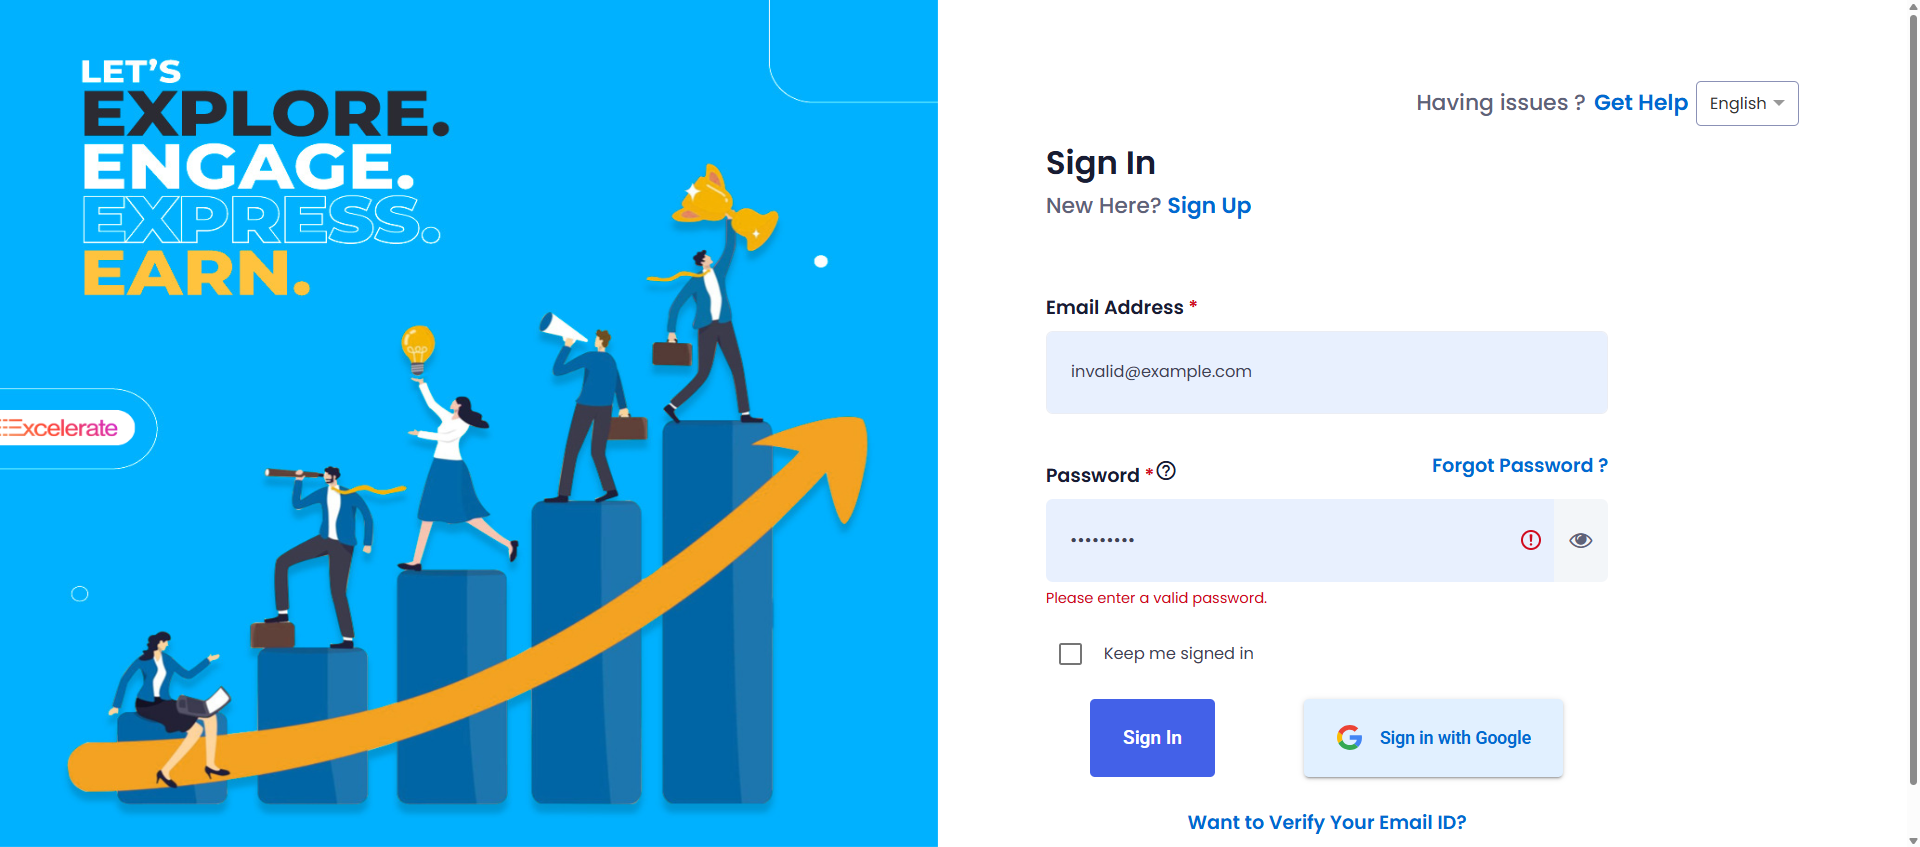 LET'S
EXPLORE.
ENGAGE.
EXPRESS.
EARN.
Excelerate
Having issues ? Get Help English
Sign In
New Here? Sign Up
Email Address *
invalid@example.com
Password * Forgot Password ?
•••••••••
Please enter a valid password.
Keep me signed in
Sign In Sign in with Google
Want to Verify Your Email ID?